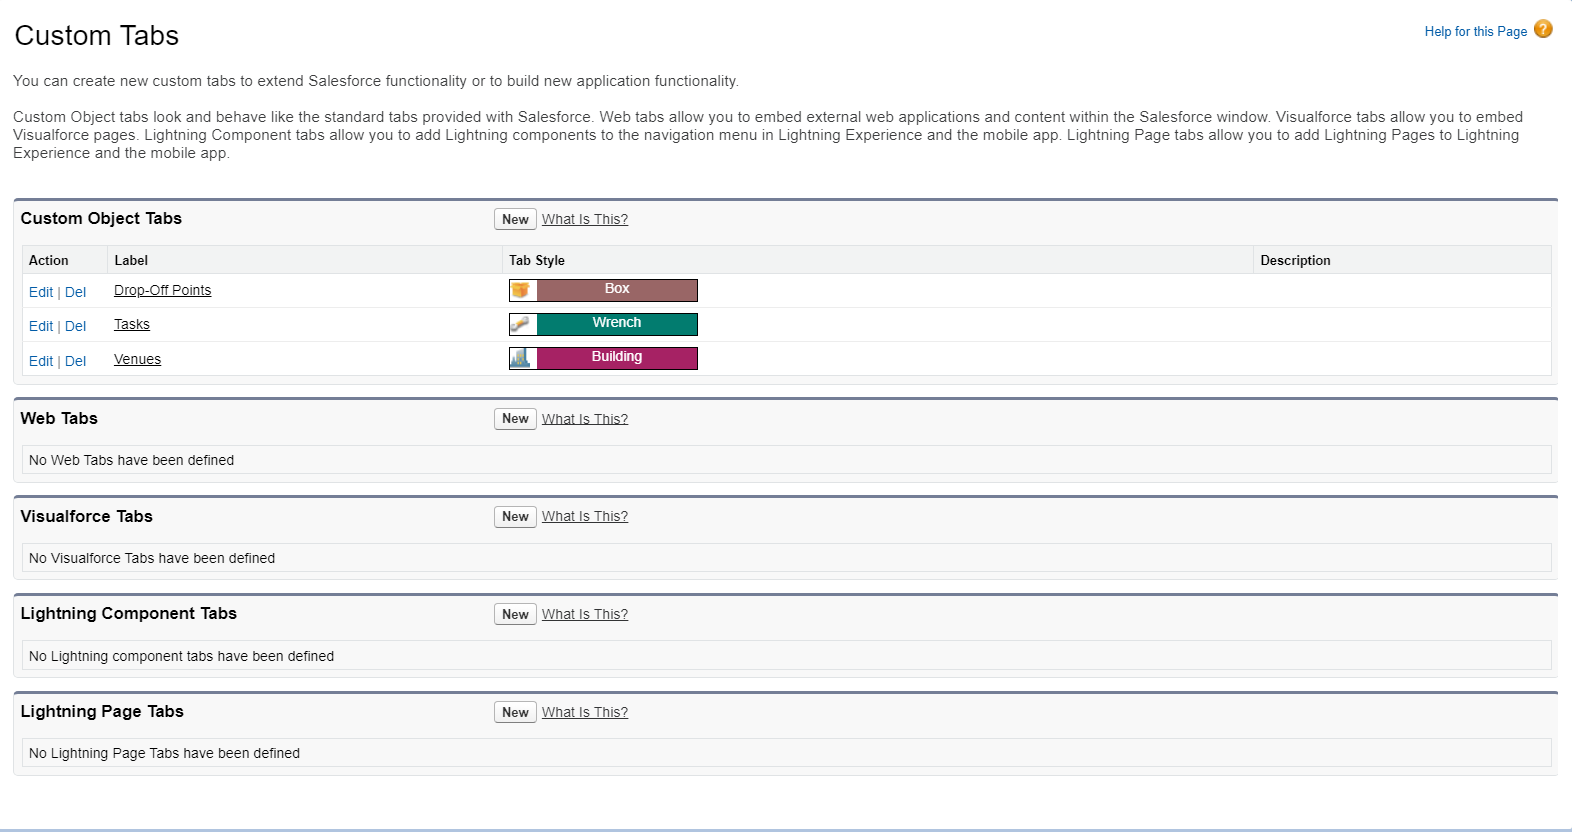 Custom Tabs
Help for this Page ?
You can create new custom tabs to extend Salesforce functionality or to build new application functionality.
Custom Object tabs look and behave like the standard tabs provided with Salesforce. Web tabs allow you to embed external web applications and content within the Salesforce window. Visualforce tabs allow you to embed
Visualforce pages. Lightning Component tabs allow you to add Lightning components to the navigation menu in Lightning Experience and the mobile app. Lightning Page tabs allow you to add Lightning Pages to Lightning
Experience and the mobile app.
Custom Object Tabs New What Is This?
Action Label Tab Style Description
Edit | Del Drop-Off Points Box
Edit | Del Tasks Wrench
Edit | Del Venues Building
Web Tabs New What Is This?
No Web Tabs have been defined
Visualforce Tabs New What Is This?
No Visualforce Tabs have been defined
Lightning Component Tabs New What Is This?
No Lightning component tabs have been defined
Lightning Page Tabs New What Is This?
No Lightning Page Tabs have been defined